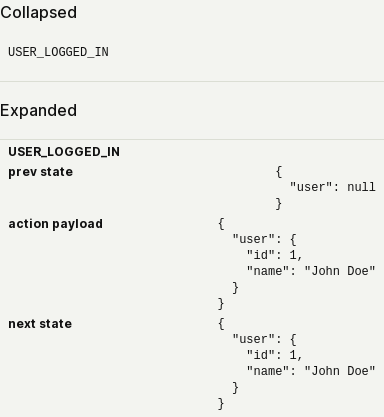 Collapsed
USER_LOGGED_IN
Expanded
USER_LOGGED_IN
prev state {
"user": null
}
action payload {
"user": {
"id": 1,
"name": "John Doe"
}
}
next state {
"user": {
"id": 1,
"name": "John Doe"
}
}